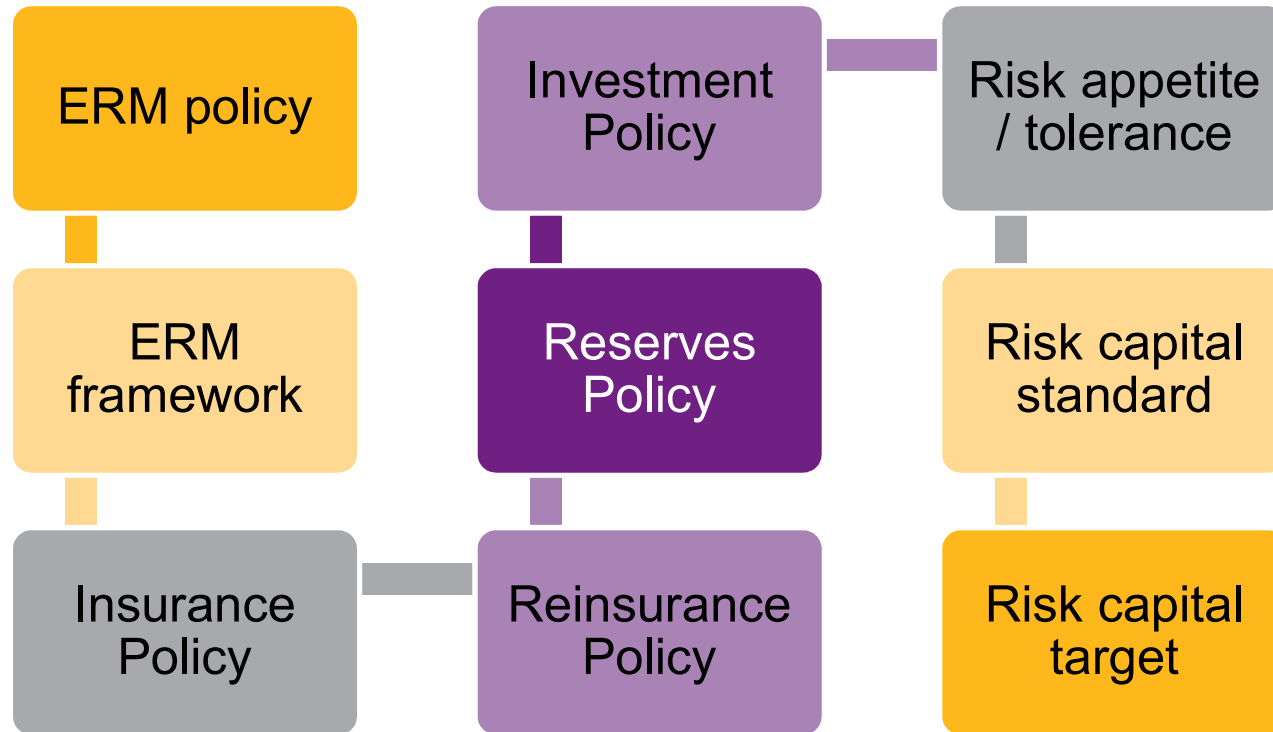 ERM policy
ERM
framework
Insurance
Policy
Reinsurance
Policy
Reserves
Policy
Investment
Policy
Risk appetite
/ tolerance
Risk capital
standard
Risk capital
target